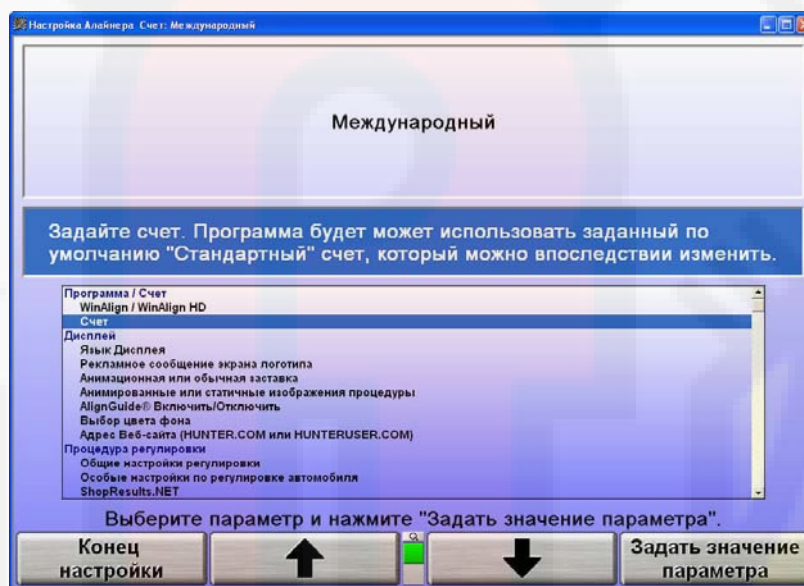 Настройка Алайнера Счет: Международный
Международный
Задайте счет. Программа будет может использовать заданный по
умолчанию "Стандартный" счет, который можно впоследствии изменить.
Программа / Счет
WinAlign / WinAlign HD
Счет
Дисплей
Язык Дисплея
Рекламное сообщение экрана логотипа
Анимационная или обычная заставка
Анимированные или статичные изображения процедуры
AlignGuide® Включить/Отключить
Выбор цвета фона
Адрес Веб-сайта (HUNTER.COM или HUNTERUSER.COM)
Процедура регулировки
Общие настройки регулировки
Особые настройки по регулировке автомобиля
ShopResults.NET
Выберите параметр и нажмите "Задать значение параметра".
Конец
настройки
Задать значение
параметра